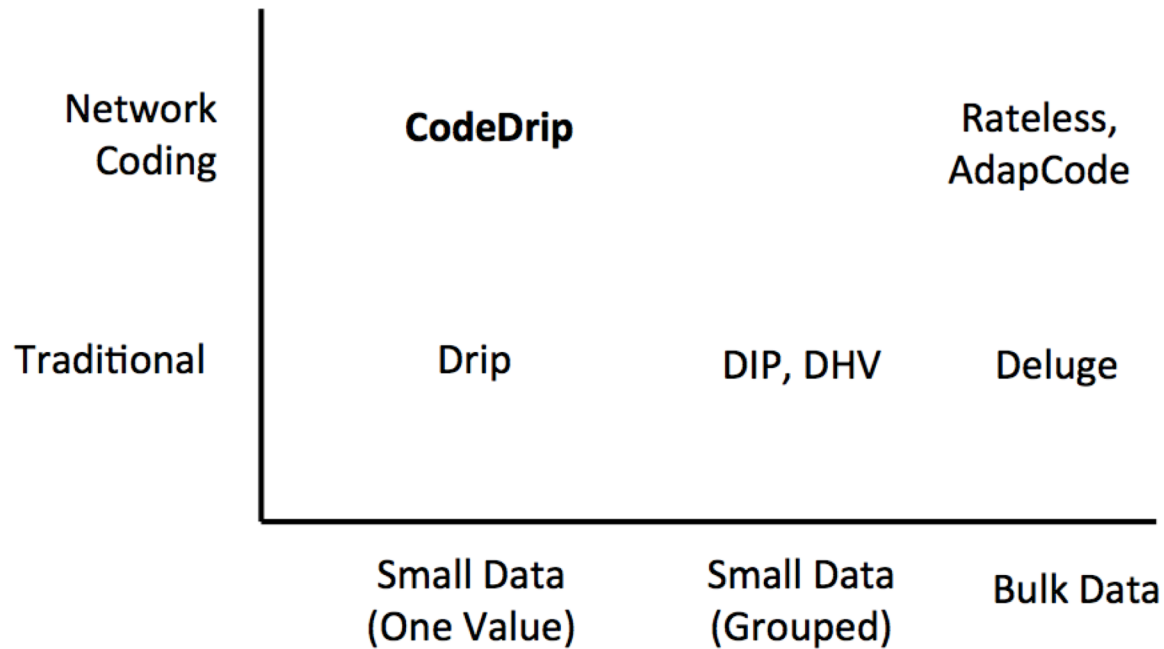 Network
Coding
CodeDrip
Rateless,
AdapCode
Traditional
Drip
DIP, DHV
Deluge
Small Data
(One Value)
Small Data
(Grouped)
Bulk Data